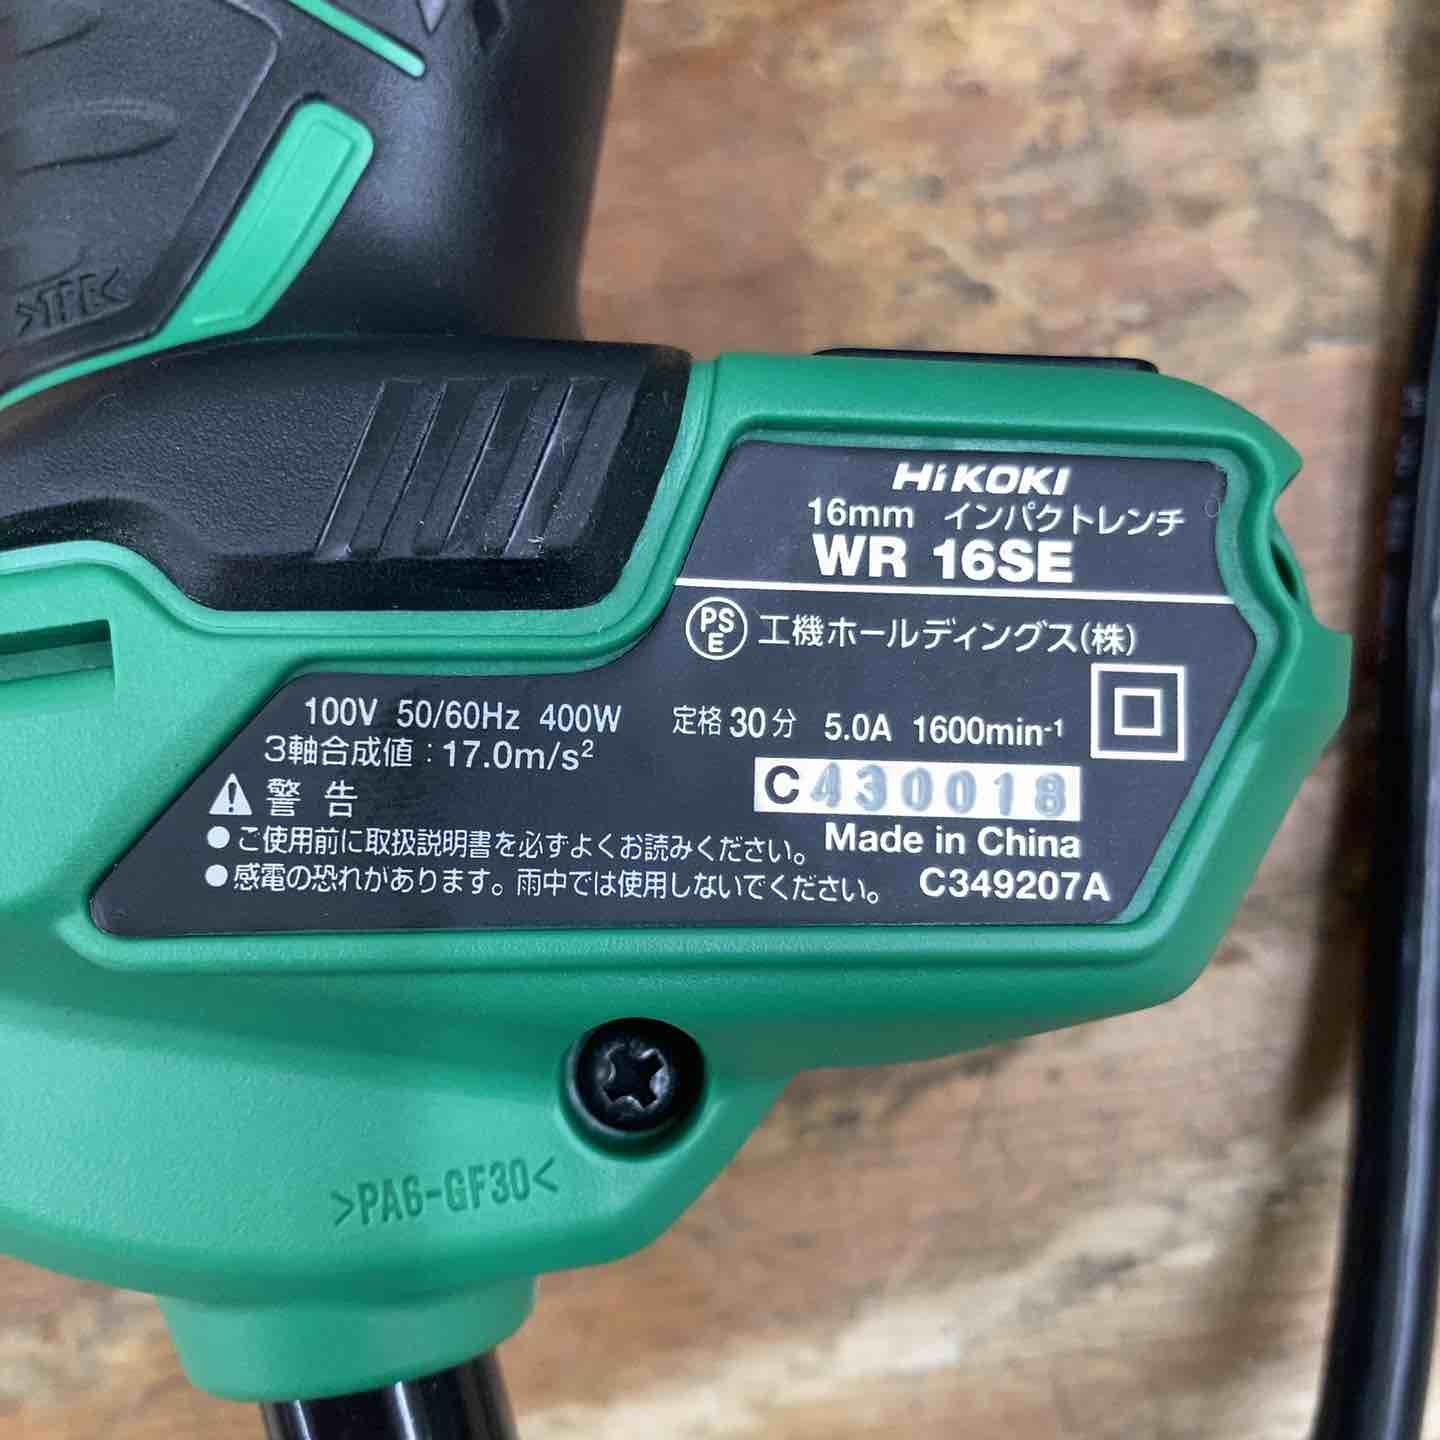 >TPE<
HiKOKI
16mm インパクトレンチ
WR 16SE
PS E 工機ホールディングス(株)
100V 50/60Hz 400W 定格30分 5.0A 1600min-1
3軸合成値:17.0m/s2
C430018
警告
Made in China
●ご使用前に取扱説明書を必ずよくお読みください。
●感電の恐れがあります。雨中では使用しないでください。
C349207A
>PA6-GF30<